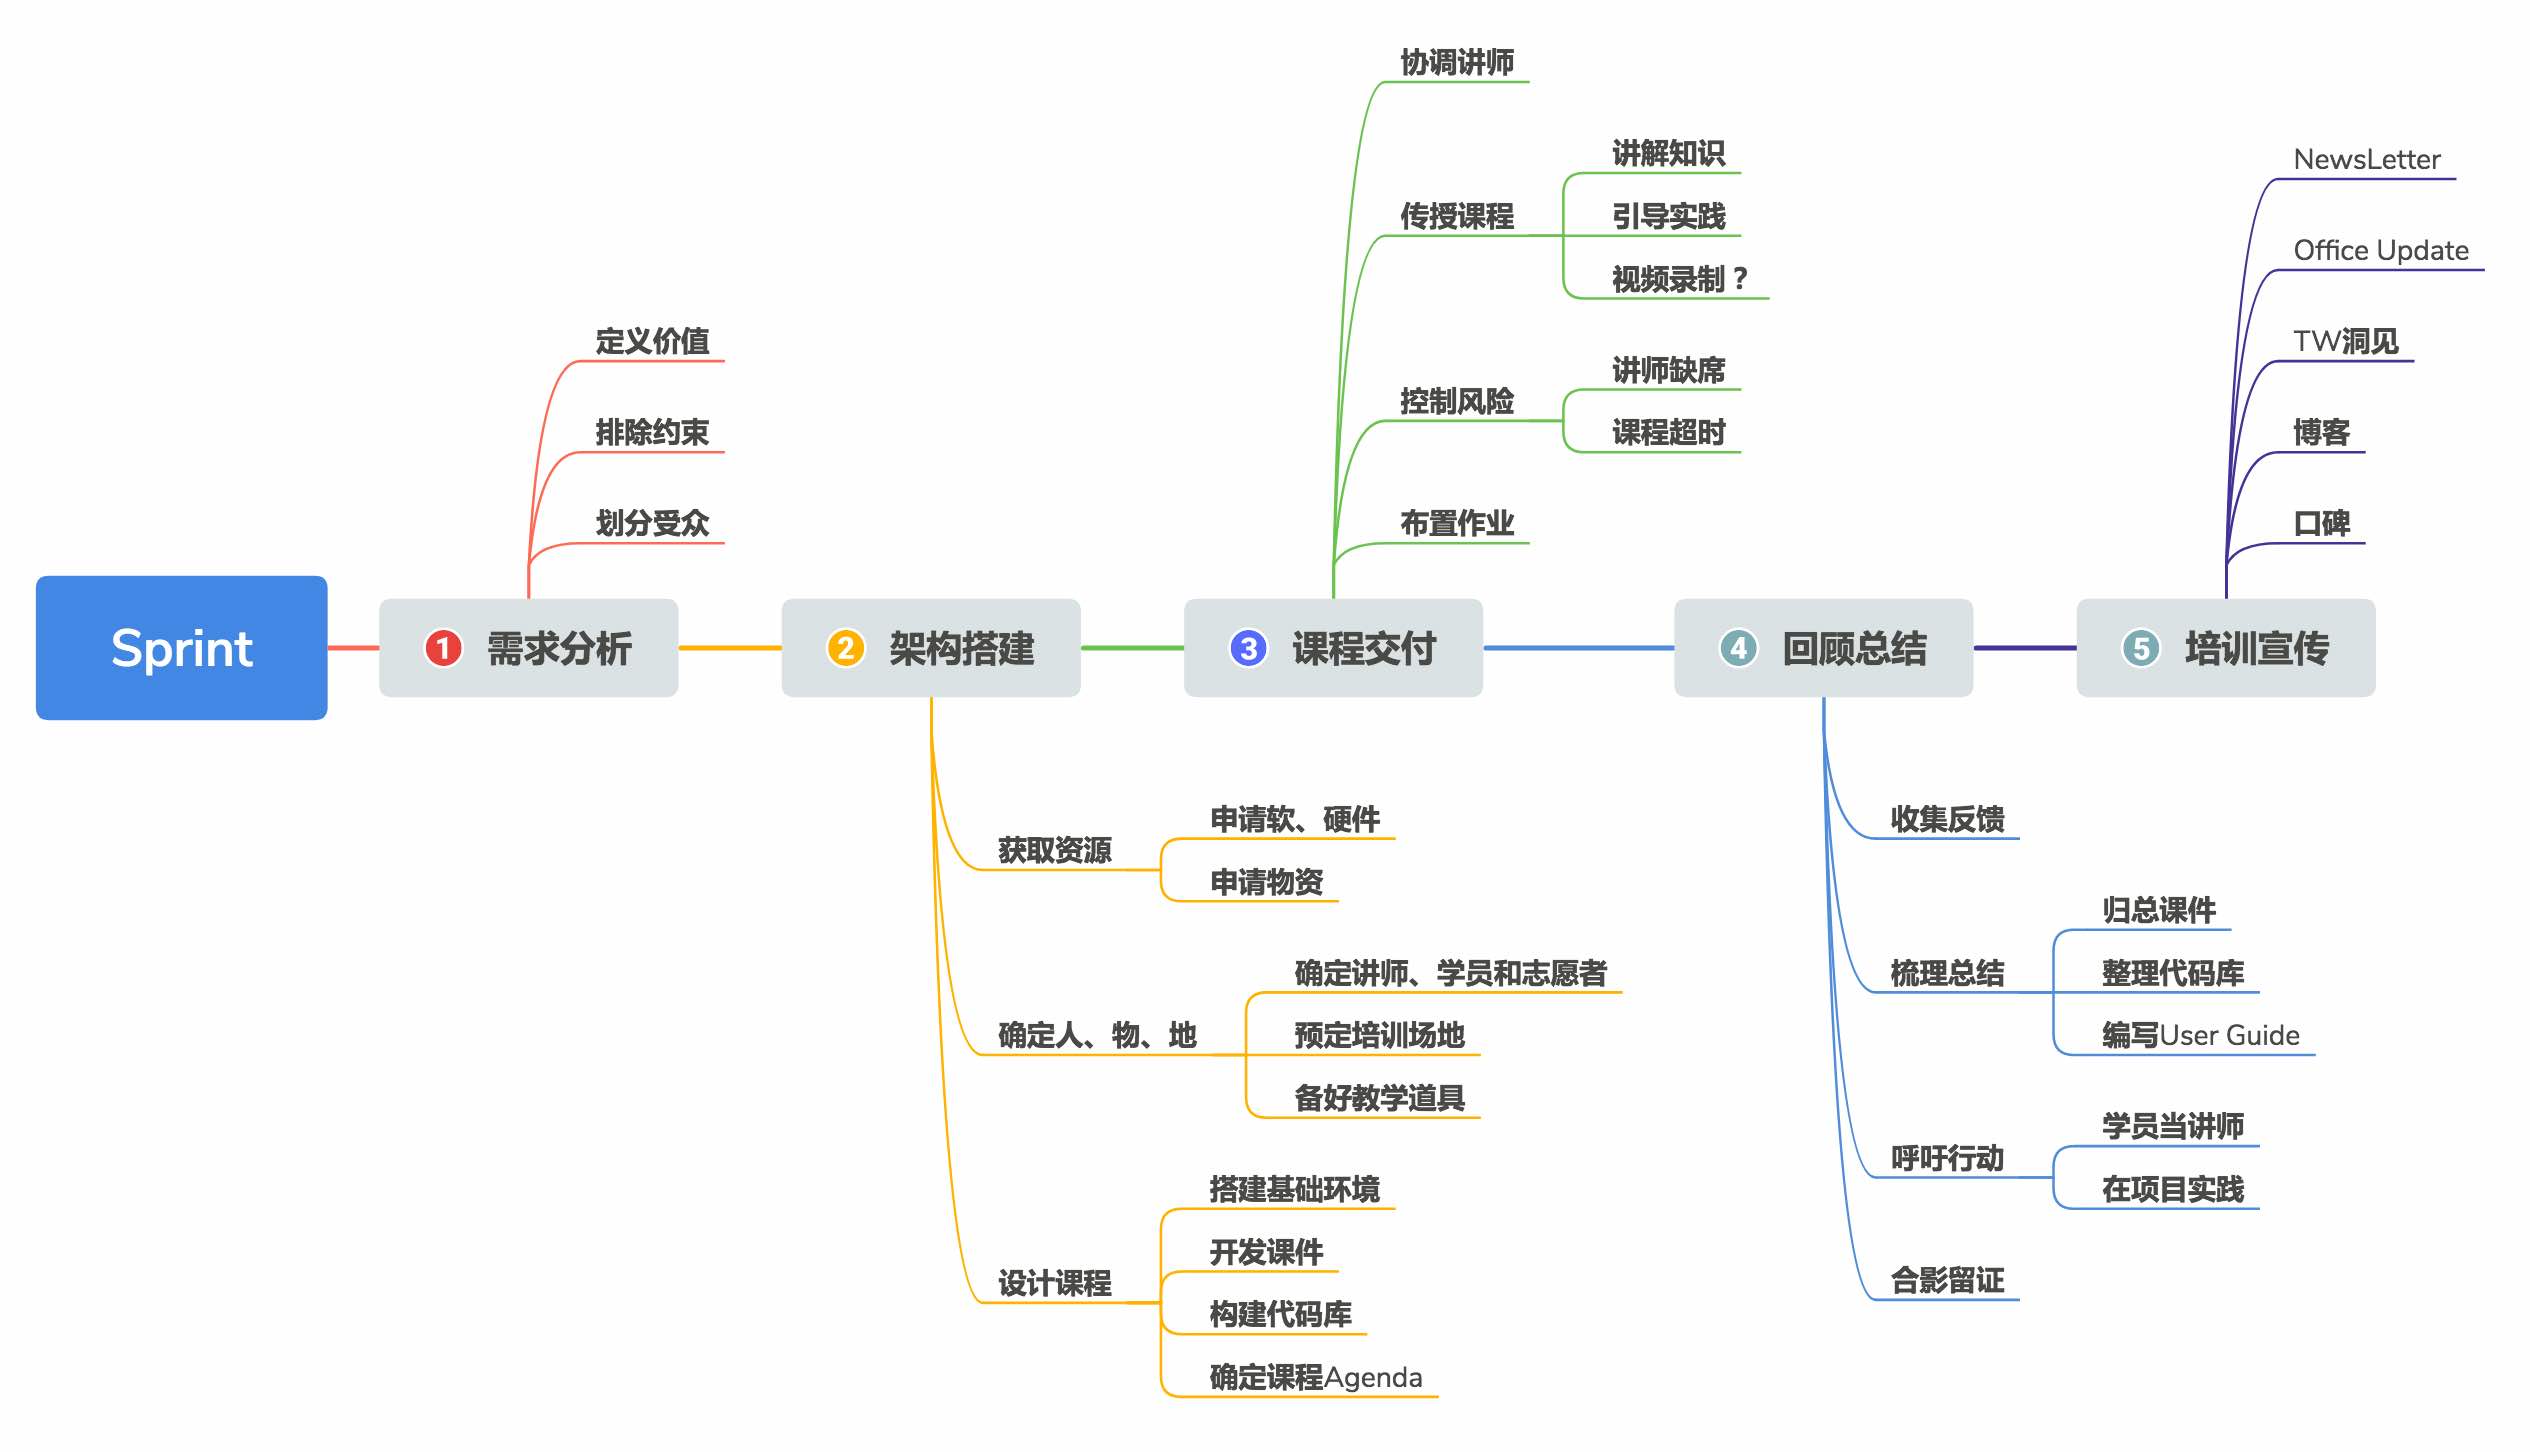 Sprint
1 需求分析
定义价值
排除约束
划分受众
2 架构搭建
获取资源
申请软、硬件
申请物资
确定人、物、地
确定讲师、学员和志愿者
预定培训场地
备好教学道具
设计课程
搭建基础环境
开发课件
构建代码库
确定课程Agenda
3 课程交付
协调讲师
传授课程
讲解知识
引导实践
视频录制？
控制风险
讲师缺席
课程超时
布置作业
4 回顾总结
收集反馈
梳理总结
归总课件
整理代码库
编写User Guide
呼吁行动
学员当讲师
在项目实践
合影留证
5 培训宣传
NewsLetter
Office Update
TW洞见
博客
口碑